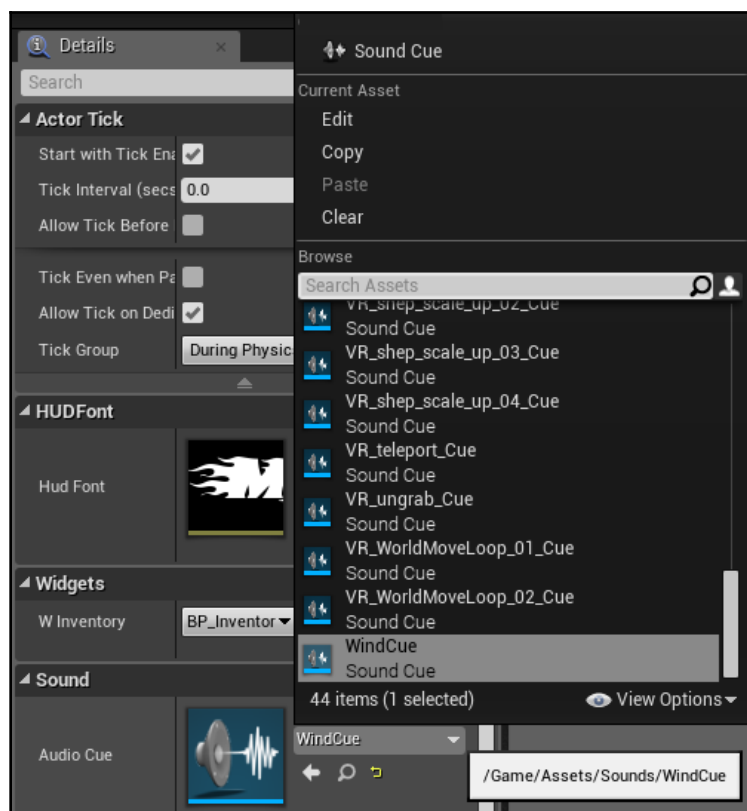 Details
Search
Actor Tick
Start with Tick Ena
Tick Interval (secs
0.0
Allow Tick Before
Tick Even when Pa
Allow Tick on Dedi
Tick Group
During Physic
HUDFont
Hud Font
Widgets
W Inventory
BP_Inventor
Sound
Audio Cue
Sound Cue
Current Asset
Edit
Copy
Paste
Clear
Browse
Search Assets
VR_shep_scale_up_02_Cue
Sound Cue
VR_shep_scale_up_03_Cue
Sound Cue
VR_shep_scale_up_04_Cue
Sound Cue
VR_teleport_Cue
Sound Cue
VR_ungrab_Cue
Sound Cue
VR_WorldMoveLoop_01_Cue
Sound Cue
VR_WorldMoveLoop_02_Cue
Sound Cue
WindCue
Sound Cue
44 items (1 selected)
View Options
WindCue
/Game/Assets/Sounds/WindCue